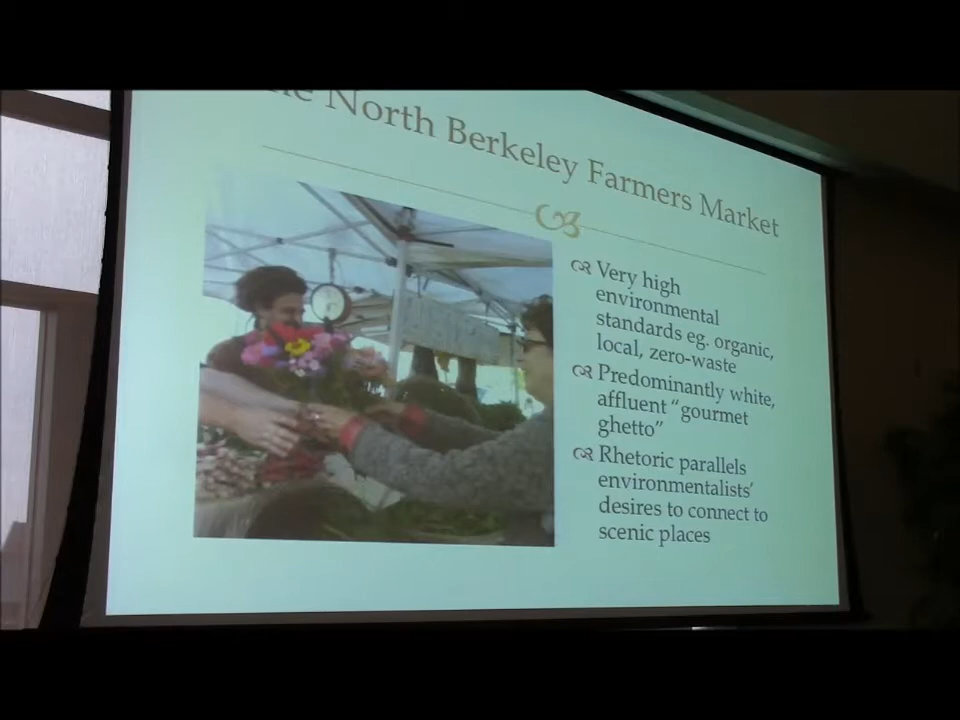 North Berkeley Farmers Market
Very high
environmental
standards eg. organic,
local, zero-waste
Predominantly white,
affluent “gourmet
ghetto”
Rhetoric parallels
environmentalists’
desires to connect to
scenic places